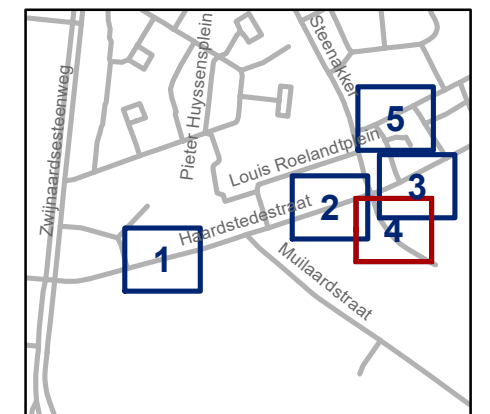 Zwijnaardsesteenweg
Pieter Huyssensplein
Steenakker
Louis Roelandtplein
Haardstedestraat
Muilaardstraat
5
3
2
4
1